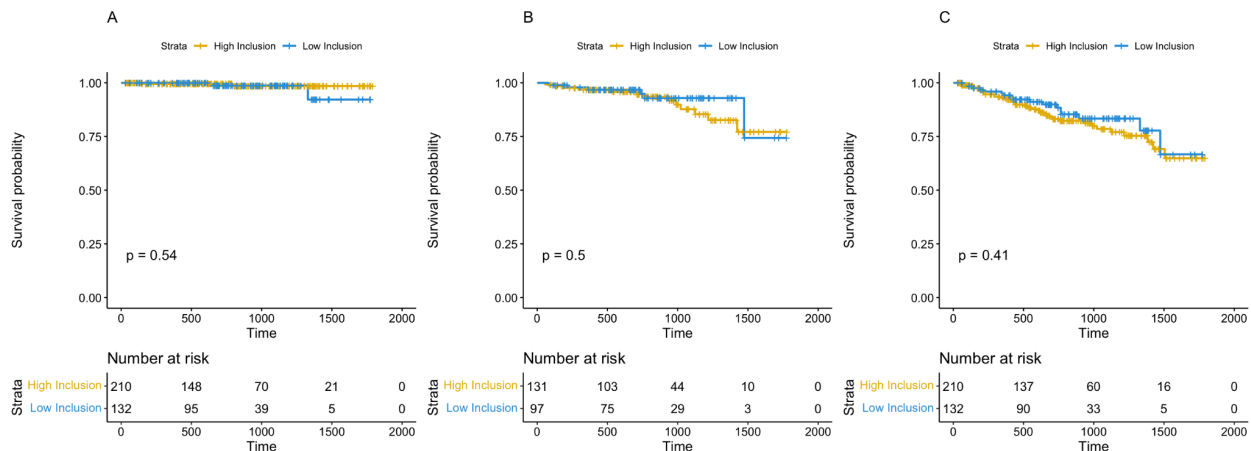 A
Strata High Inclusion Low Inclusion
Survival probability
1.00
0.75
0.50
0.25
1.00
p = 0.54
0 500 1000 1500 2000
Time
Number at risk
Strata
High Inclusion 210 148 70 21 0
Low Inclusion 132 95 39 5 0
0 500 1000 1500 2000
Time
B
Strata High Inclusion Low Inclusion
Survival probability
1.00
0.75
0.50
0.25
0.00
p = 0.5
0 500 1000 1500 2000
Time
Number at risk
Strata
High Inclusion 131 103 44 10 0
Low Inclusion 97 75 29 3 0
0 500 1000 1500 2000
Time
C
Strata High Inclusion Low Inclusion
Survival probability
1.00
0.75
0.50
0.25
0.00
p = 0.41
0 500 1000 1500 2000
Time
Number at risk
Strata
High Inclusion 210 137 60 16 0
Low Inclusion 132 90 33 5 0
0 500 1000 1500 2000
Time